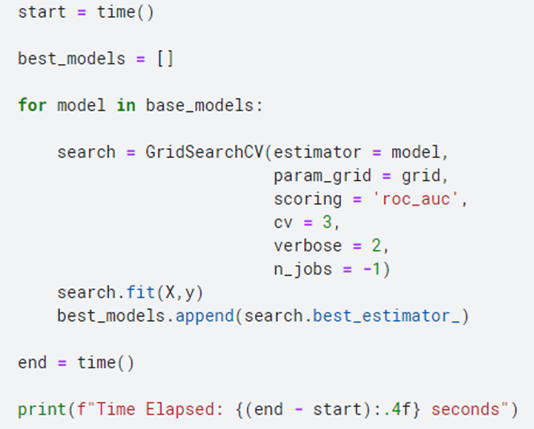 start = time()
best_models = []
for model in base_models:
    search = GridSearchCV(estimator = model,
                          param_grid = grid,
                          scoring = 'roc_auc',
                          cv = 3,
                          verbose = 2,
                          n_jobs = -1)
    search.fit(X,y)
    best_models.append(search.best_estimator_)
end = time()
print(f"Time Elapsed: {(end - start):.4f} seconds")